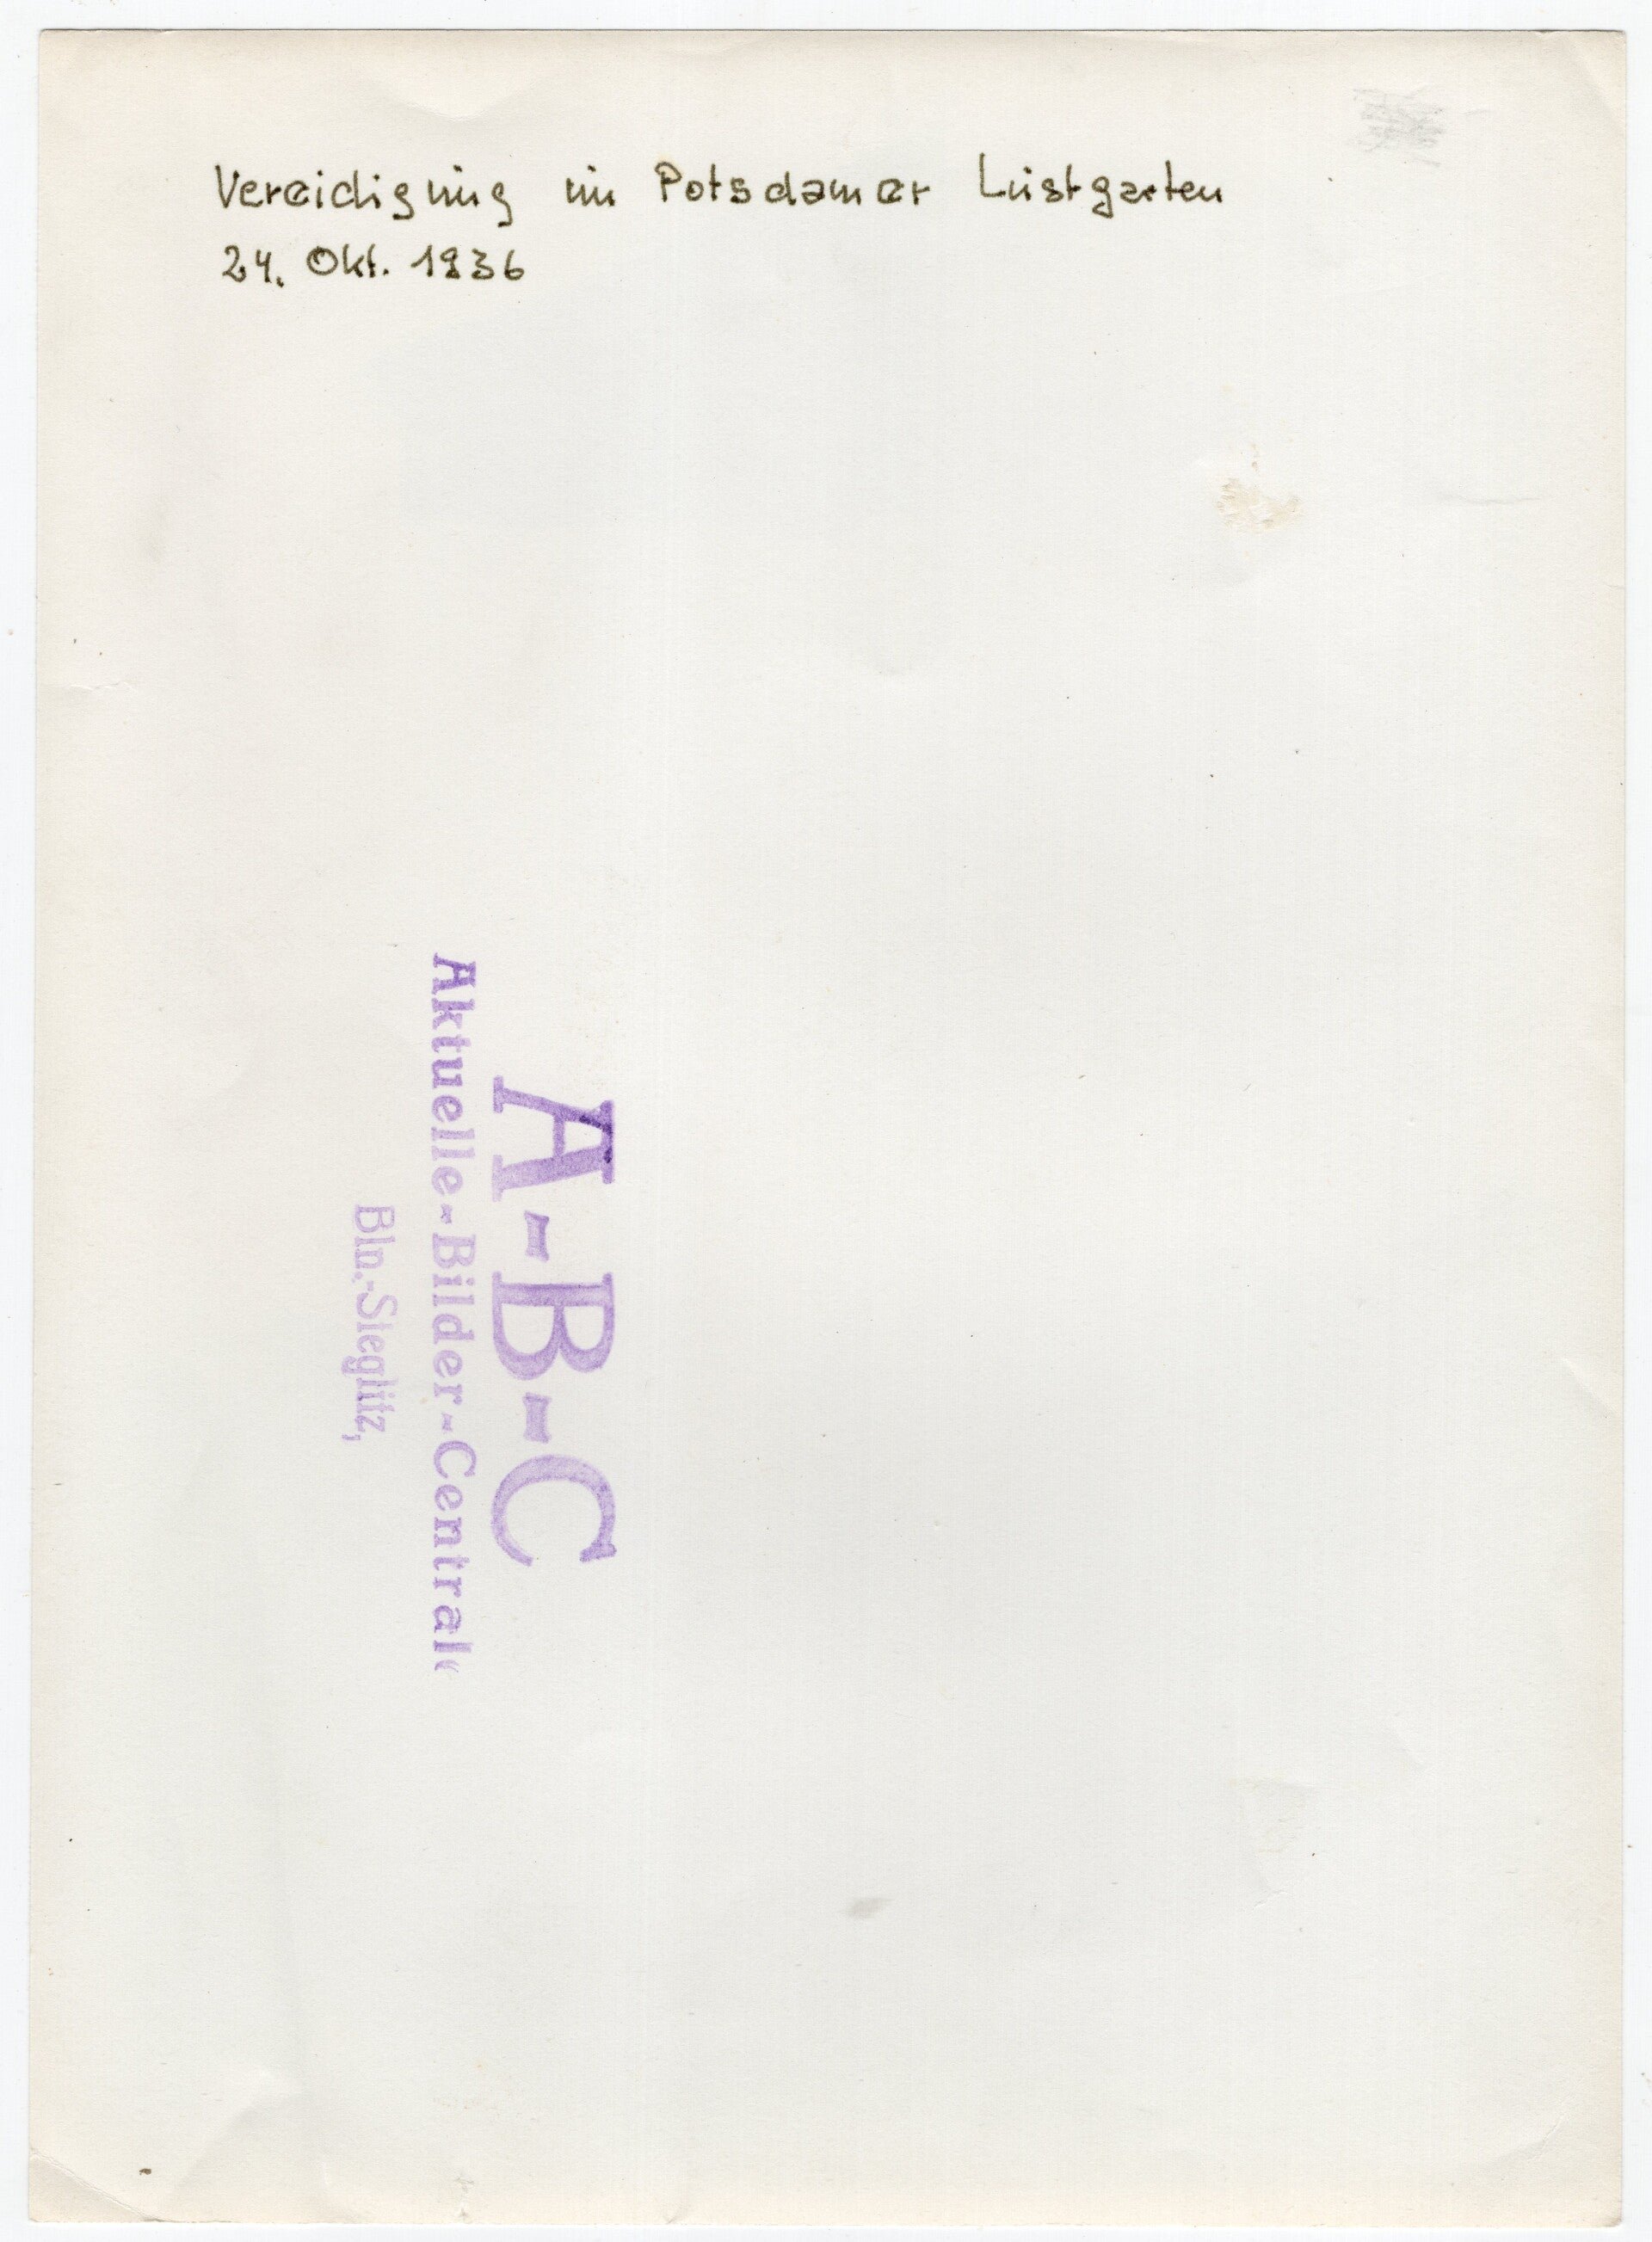 Vereidigung im Potsdamer Lustgarten
24. Okt. 1936
A-B-C
Aktuelle-Bilder-Centrale
Bln.-Steglitz,